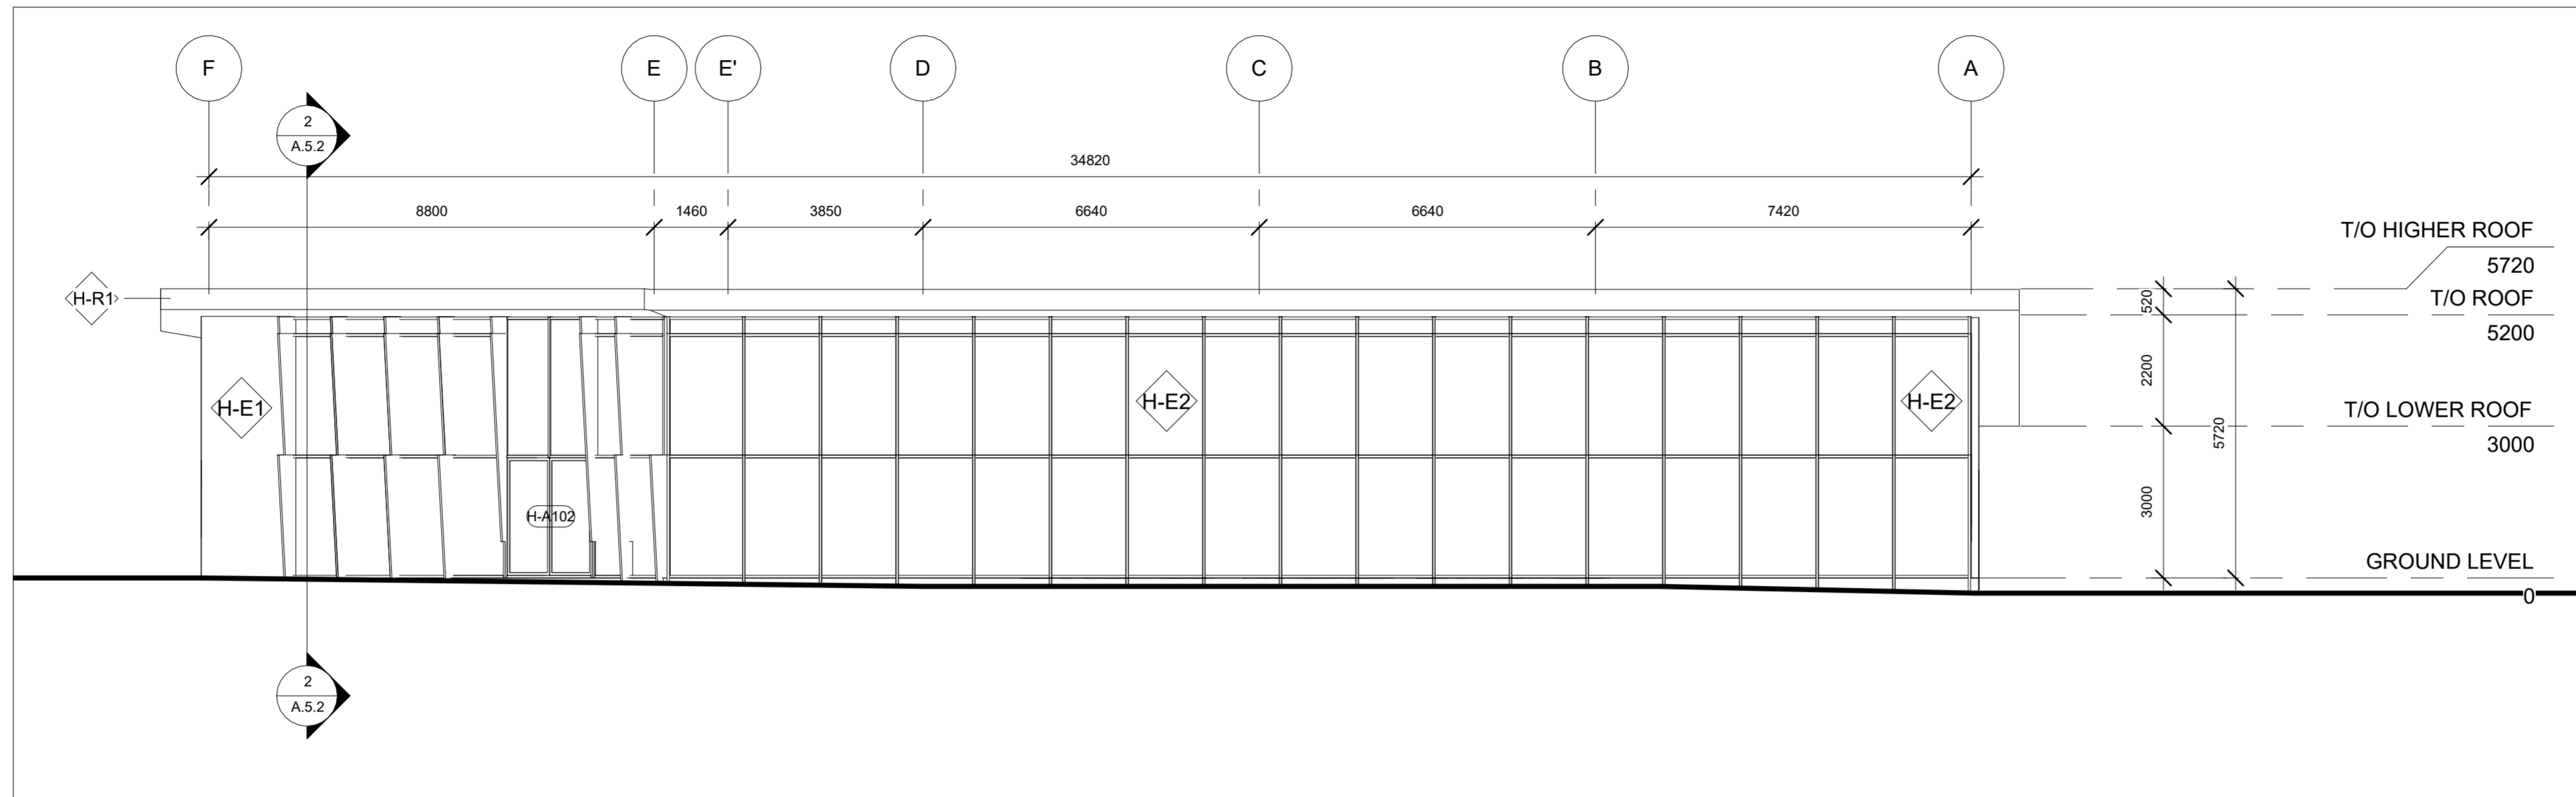 F
E
E'
D
C
B
A
2
A.5.2
34820
8800
1460
3850
6640
6640
7420
T/O HIGHER ROOF
5720
H-R1
520
T/O ROOF
5200
2200
H-E1
H-E2
H-E2
T/O LOWER ROOF
3000
5720
3000
H-A102
GROUND LEVEL
0
2
A.5.2